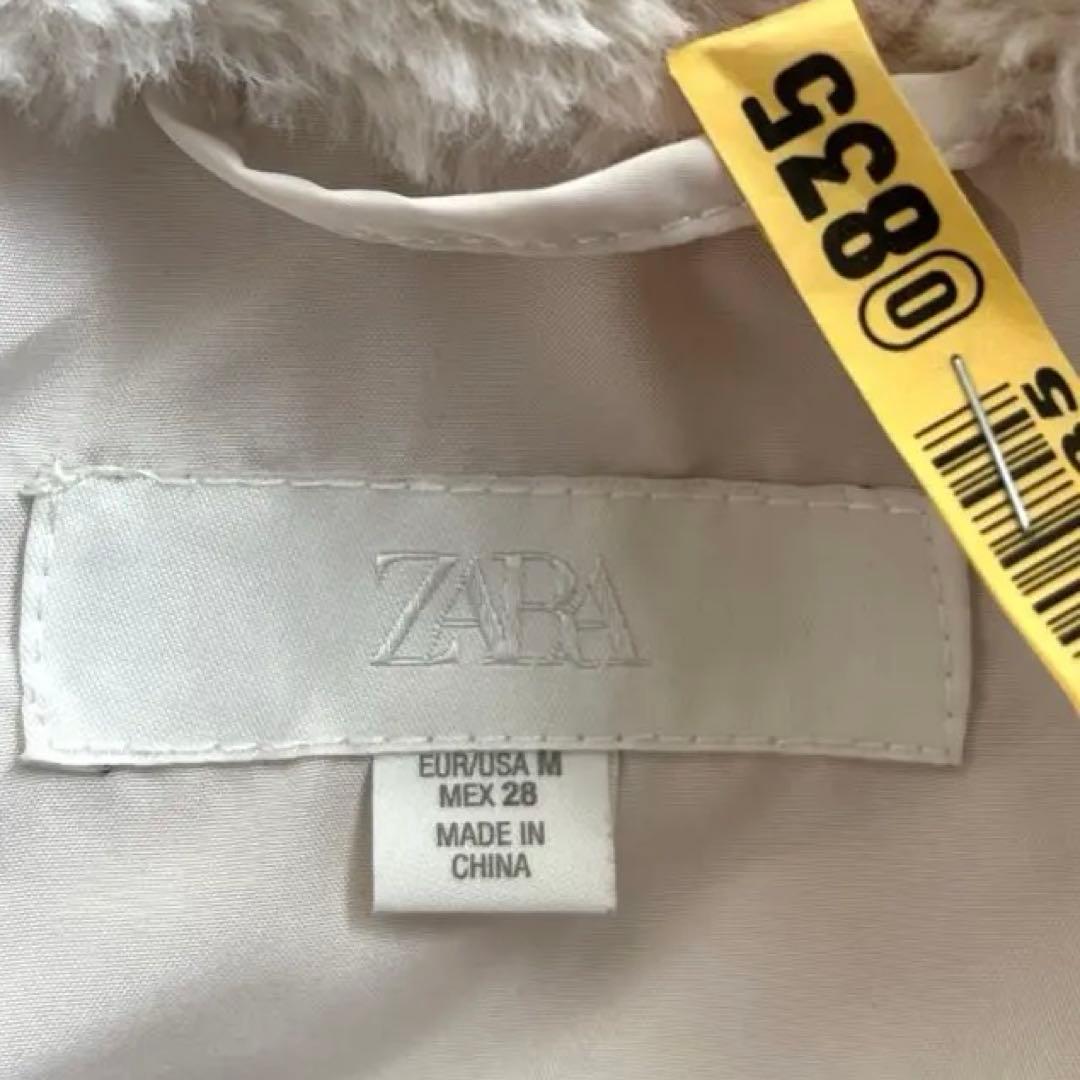 0835
ZARA
EUR/USA M
MEX 28
MADE IN
CHINA